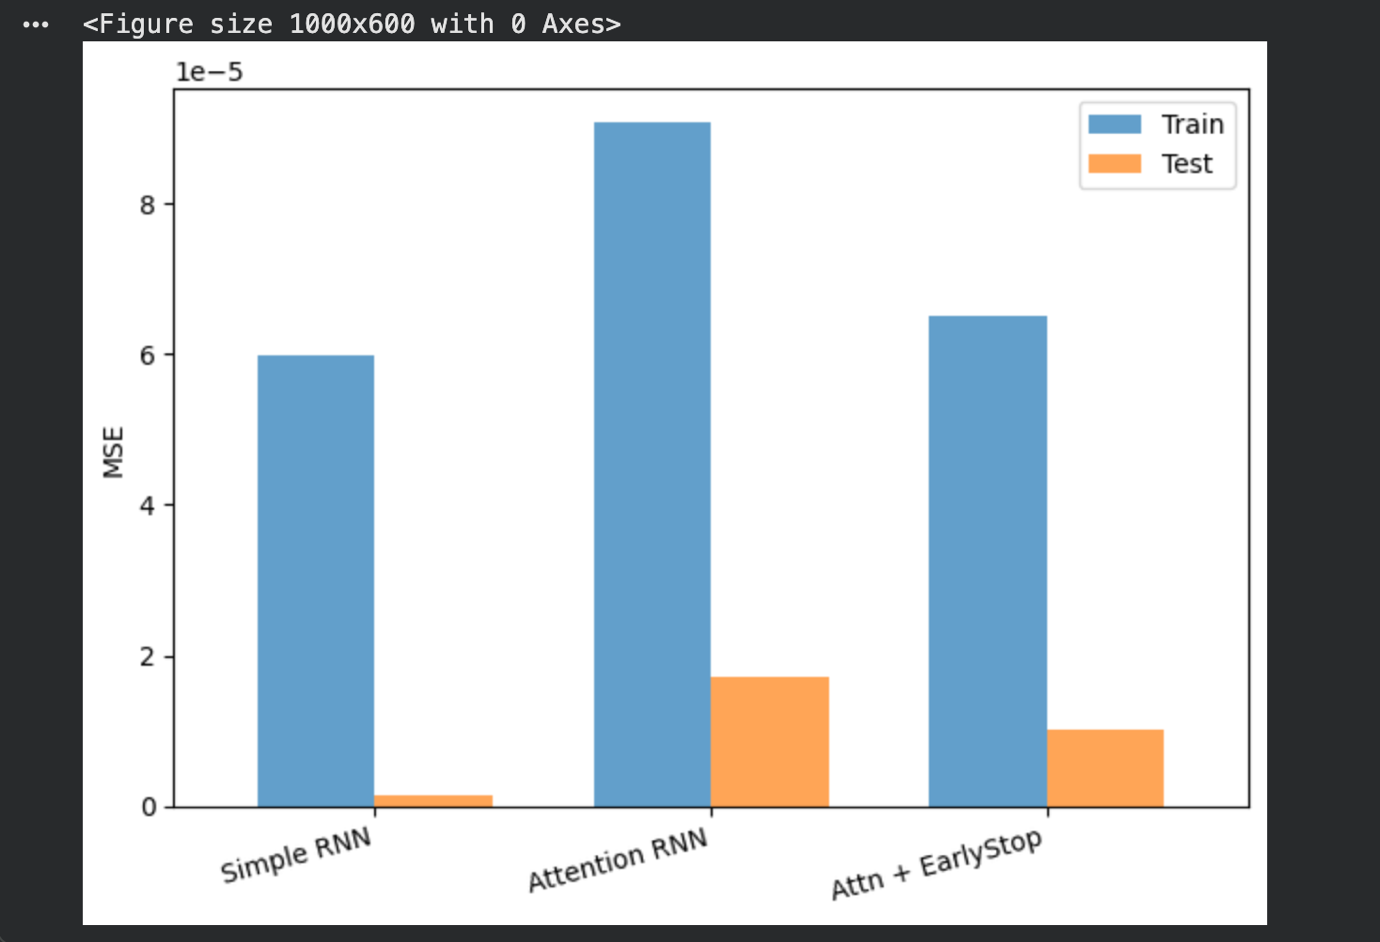 ••• <Figure size 1000x600 with 0 Axes>
1e−5
Train
Test
8
6
4
2
0
MSE
Simple RNN
Attention RNN
Attn + EarlyStop